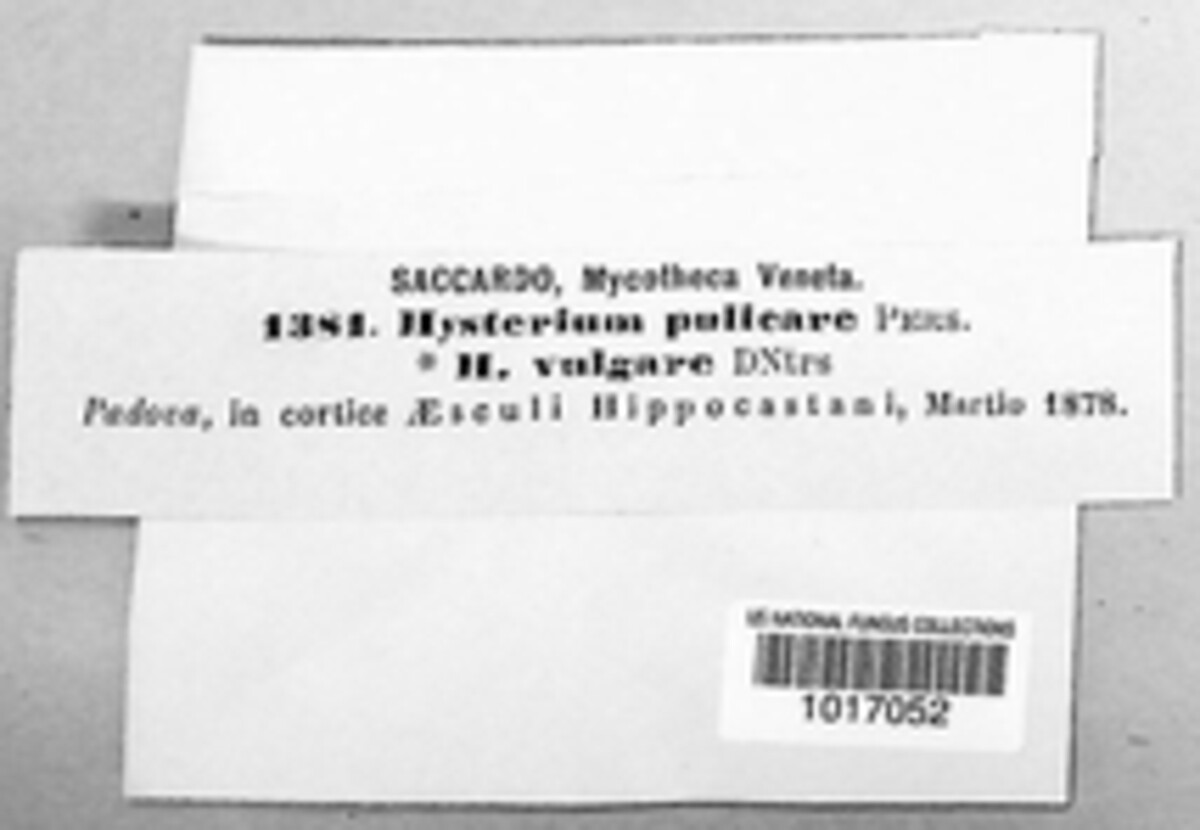 SACCARDO, Mycotheca Veneta.
1381. Hysterium pulicare PERS.
* H. vulgare DNtrs
Padova, in cortice Æsculi Hippocastani, Martio 1878.
US NATIONAL FUNGUS COLLECTIONS
1017052